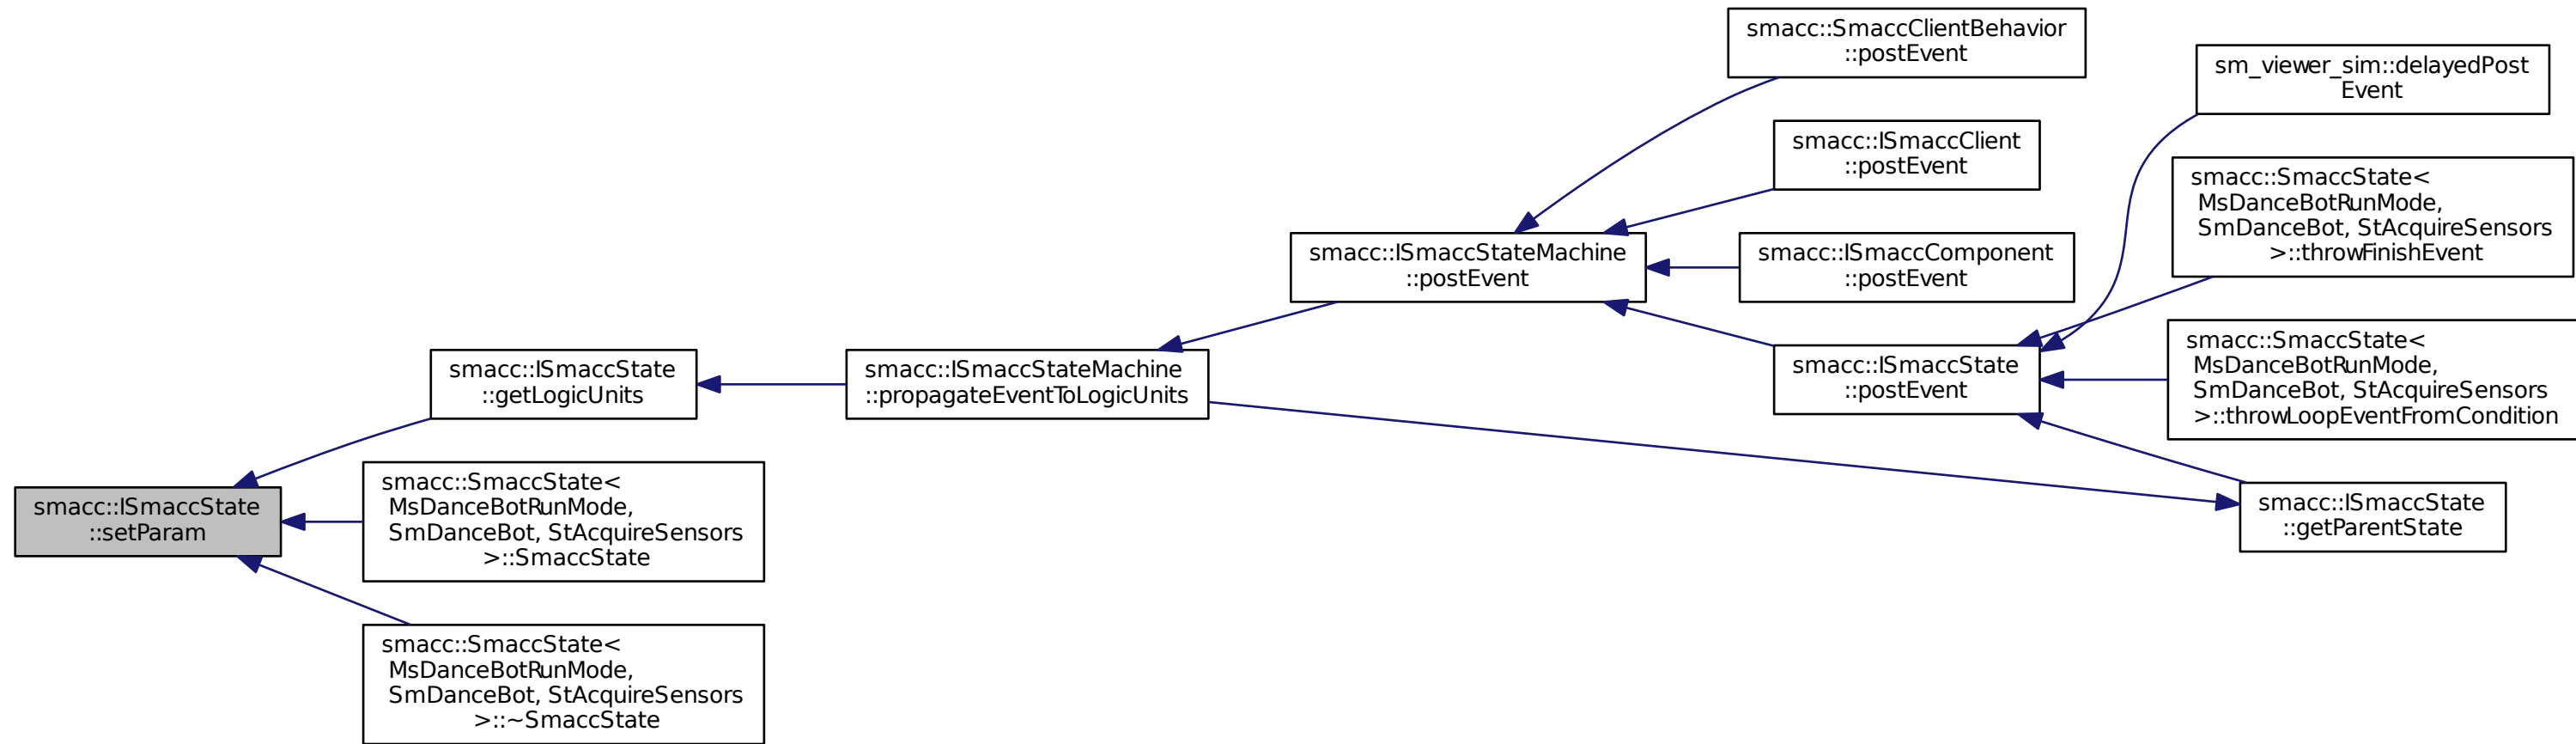 smacc::SmaccClientBehavior
::postEvent
sm_viewer_sim::delayedPost
Event
smacc::ISmaccClient
::postEvent
smacc::SmaccState<
MsDanceBotRunMode,
SmDanceBot, StAcquireSensors
>::throwFinishEvent
smacc::ISmaccStateMachine
::postEvent
smacc::ISmaccComponent
::postEvent
smacc::SmaccState<
MsDanceBotRunMode,
SmDanceBot, StAcquireSensors
>::throwLoopEventFromCondition
smacc::ISmaccState
::getLogicUnits
smacc::ISmaccStateMachine
::propagateEventToLogicUnits
smacc::ISmaccState
::postEvent
smacc::ISmaccState
::setParam
smacc::SmaccState<
MsDanceBotRunMode,
SmDanceBot, StAcquireSensors
>::SmaccState
smacc::ISmaccState
::getParentState
smacc::SmaccState<
MsDanceBotRunMode,
SmDanceBot, StAcquireSensors
>::~SmaccState